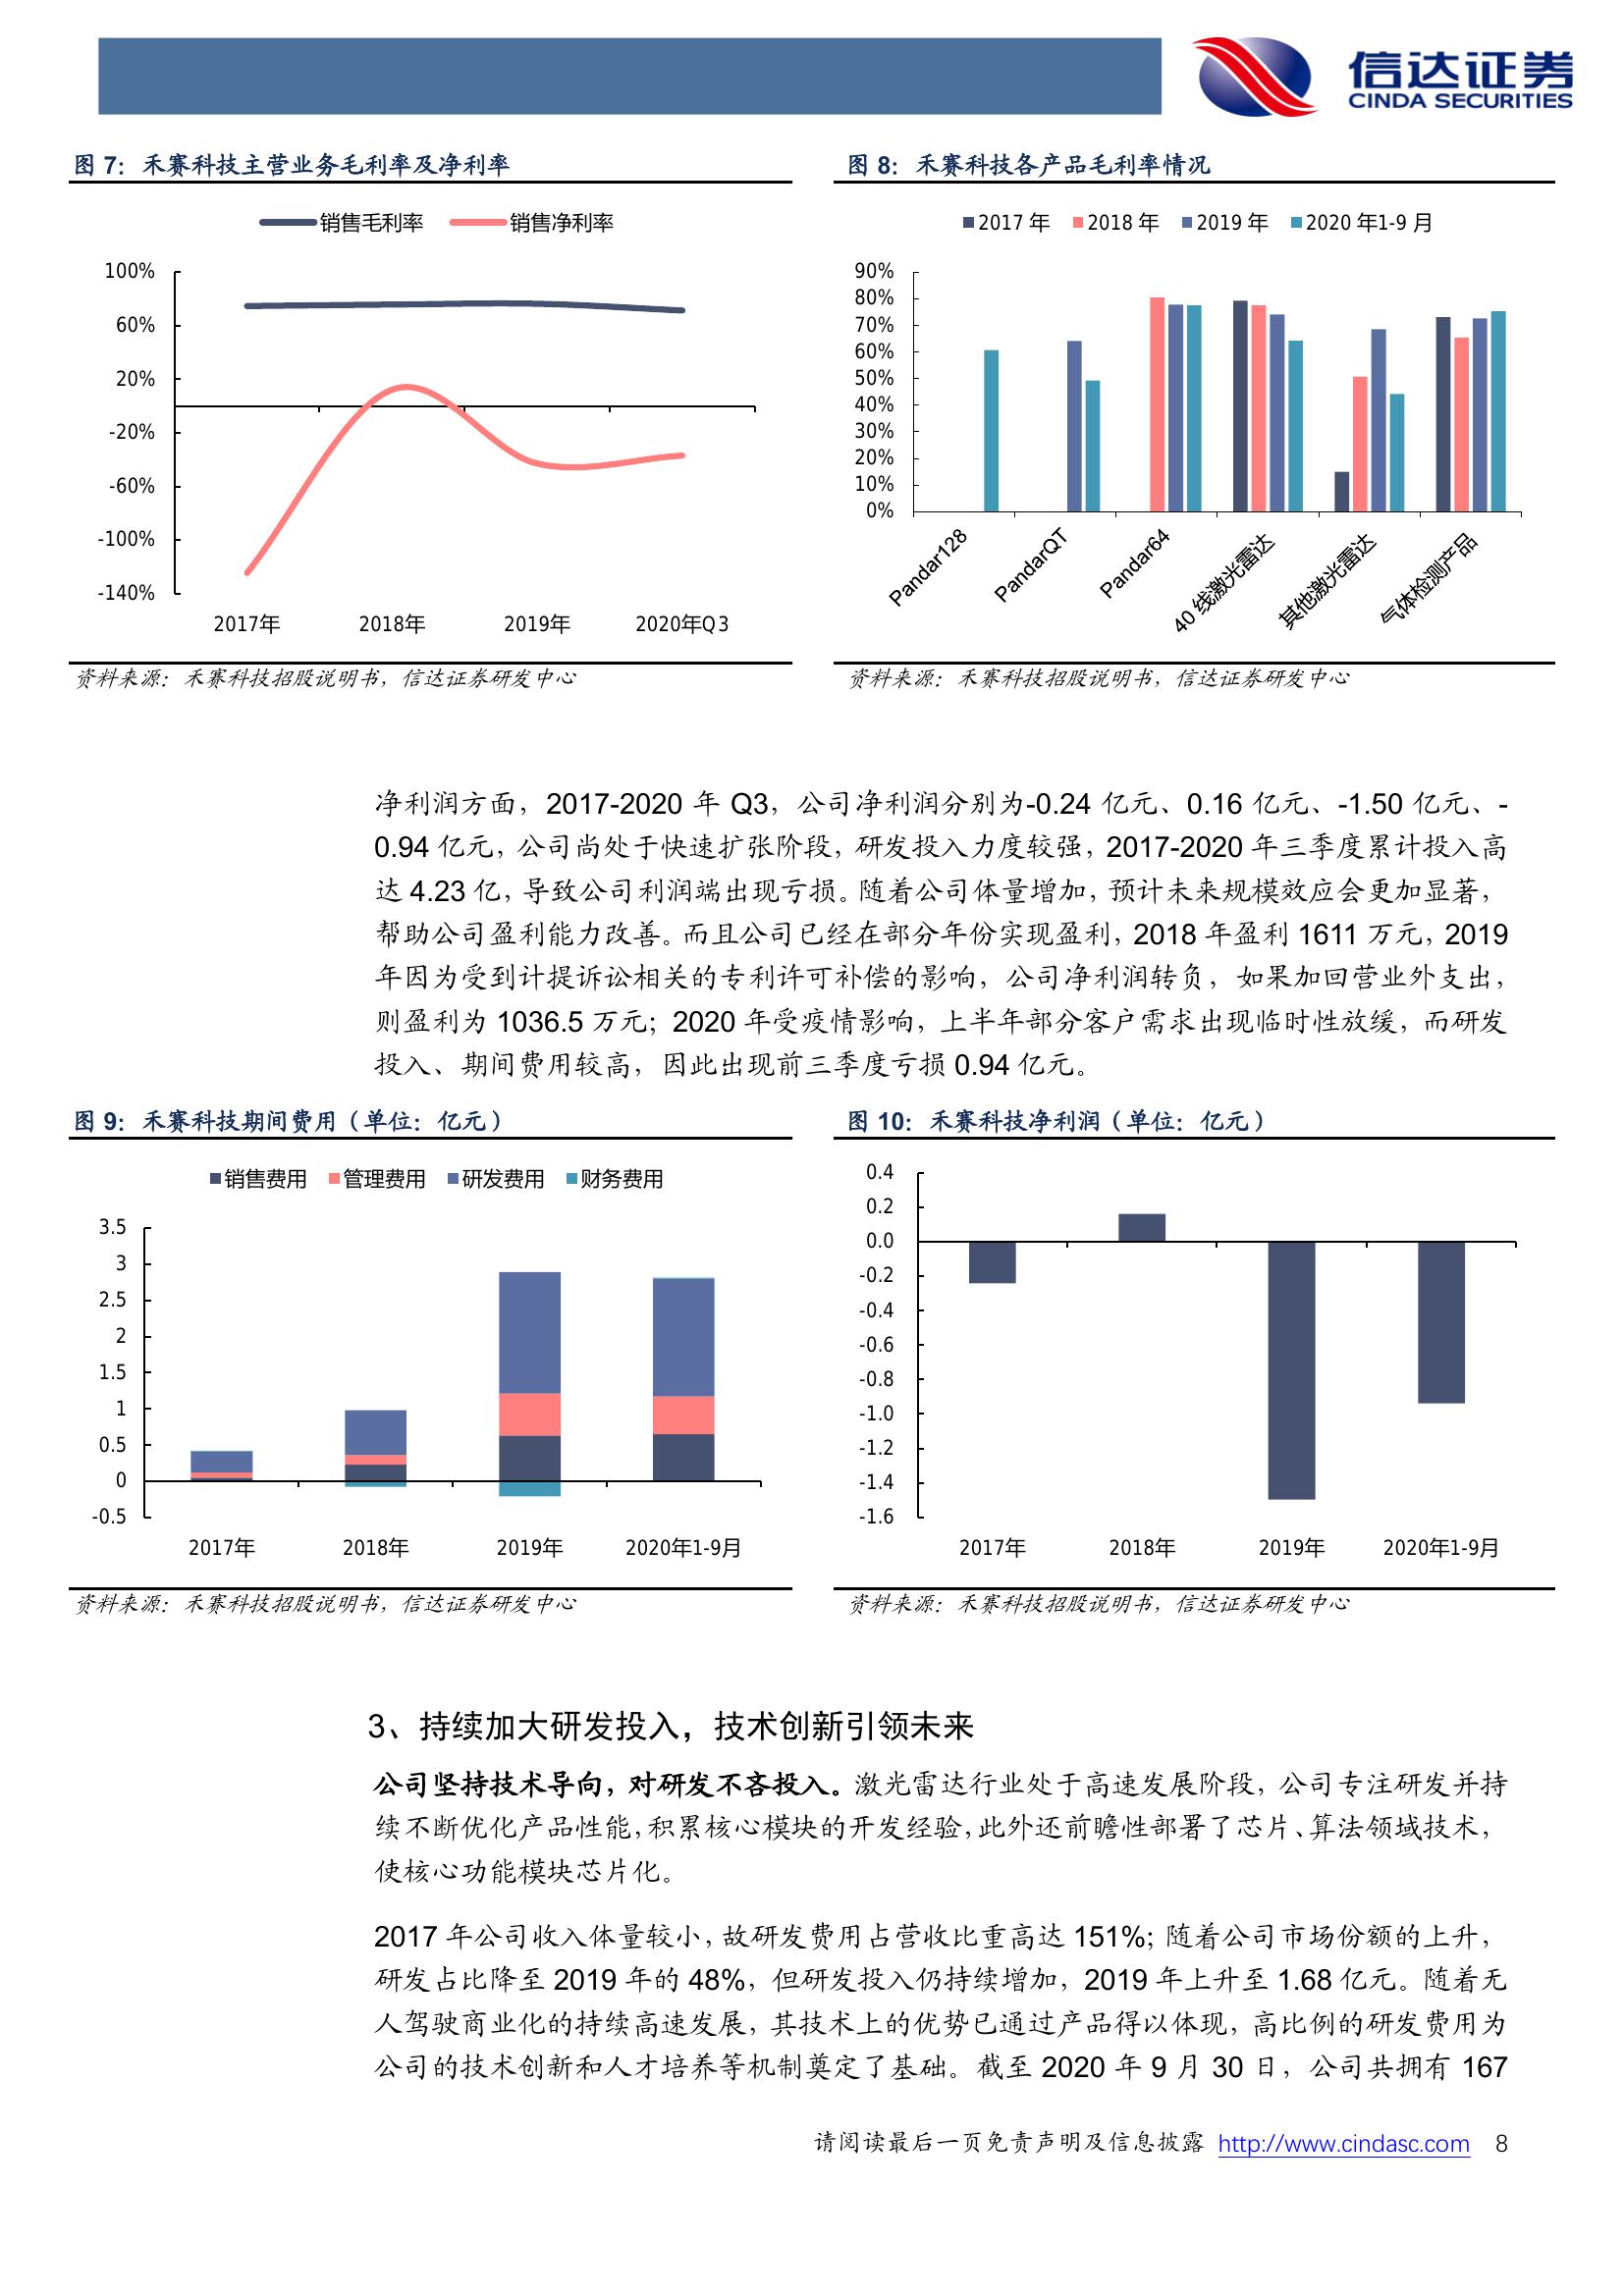 信达证券
CINDA SECURITIES
图 7：禾赛科技主营业务毛利率及净利率
销售毛利率 销售净利率
100%
60%
20%
-20%
-60%
-100%
-140%
2017年 2018年 2019年 2020年Q3
资料来源：禾赛科技招股说明书，信达证券研发中心
图 8：禾赛科技各产品毛利率情况
2017 年 2018 年 2019 年 2020 年1-9 月
90%
80%
70%
60%
50%
40%
30%
20%
10%
0%
Pandar128 PandarQT Pandar64 40 线激光雷达 其他激光雷达 气体检测产品
资料来源：禾赛科技招股说明书，信达证券研发中心
净利润方面，2017-2020 年 Q3，公司净利润分别为-0.24 亿元、0.16 亿元、-1.50 亿元、-
0.94 亿元，公司尚处于快速扩张阶段，研发投入力度较强，2017-2020 年三季度累计投入高
达 4.23 亿，导致公司利润端出现亏损。随着公司体量增加，预计未来规模效应会更加显著，
帮助公司盈利能力改善。而且公司已经在部分年份实现盈利，2018 年盈利 1611 万元，2019
年因为受到计提诉讼相关的专利许可补偿的影响，公司净利润转负，如果加回营业外支出，
则盈利为 1036.5 万元；2020 年受疫情影响，上半年部分客户需求出现临时性放缓，而研发
投入、期间费用较高，因此出现前三季度亏损 0.94 亿元。
图 9：禾赛科技期间费用（单位：亿元）
销售费用 管理费用 研发费用 财务费用
3.5
3
2.5
2
1.5
1
0.5
0
-0.5
2017年 2018年 2019年 2020年1-9月
资料来源：禾赛科技招股说明书，信达证券研发中心
图 10：禾赛科技净利润（单位：亿元）
0.4
0.2
0.0
-0.2
-0.4
-0.6
-0.8
-1.0
-1.2
-1.4
-1.6
2017年 2018年 2019年 2020年1-9月
资料来源：禾赛科技招股说明书，信达证券研发中心
3、持续加大研发投入，技术创新引领未来
公司坚持技术导向，对研发不吝投入。激光雷达行业处于高速发展阶段，公司专注研发并持
续不断优化产品性能，积累核心模块的开发经验，此外还前瞻性部署了芯片、算法领域技术，
使核心功能模块芯片化。
2017 年公司收入体量较小，故研发费用占营收比重高达 151%；随着公司市场份额的上升，
研发占比降至 2019 年的 48%，但研发投入仍持续增加，2019 年上升至 1.68 亿元。随着无
人驾驶商业化的持续高速发展，其技术上的优势已通过产品得以体现，高比例的研发费用为
公司的技术创新和人才培养等机制奠定了基础。截至 2020 年 9 月 30 日，公司共拥有 167
请阅读最后一页免责声明及信息披露 http://www.cindasc.com 8